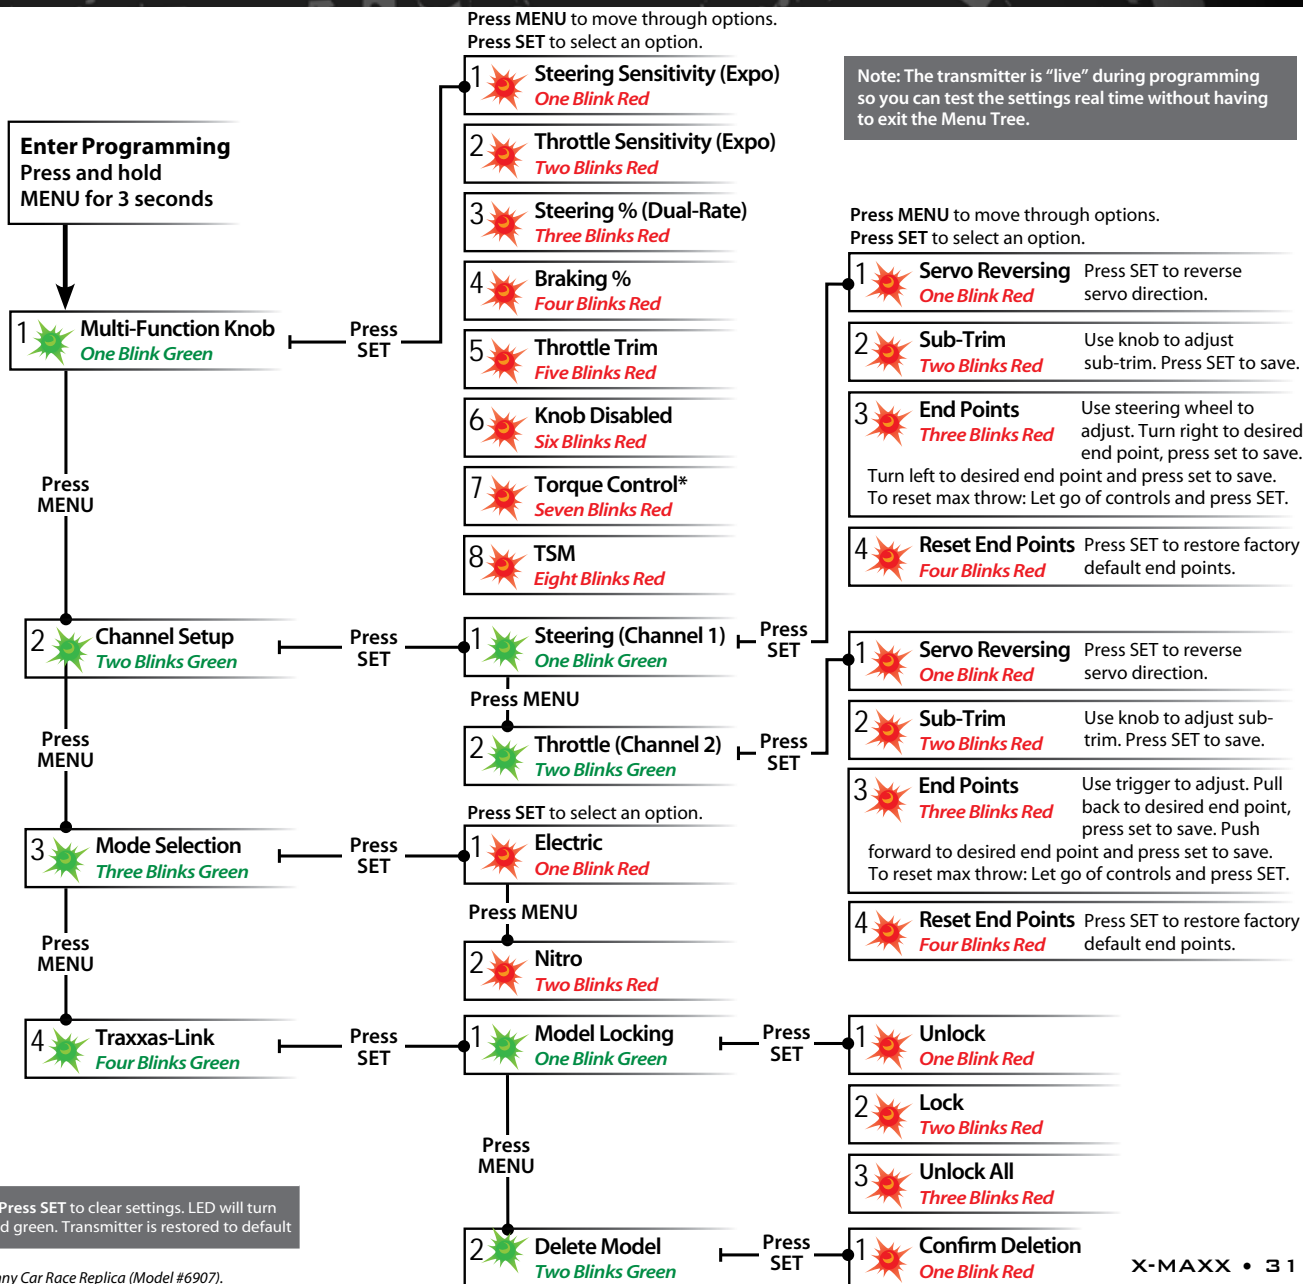 Press MENU to move through options.
Press SET to select an option.
1 Steering Sensitivity (Expo)
One Blink Red
2 Throttle Sensitivity (Expo)
Two Blinks Red
3 Steering % (Dual-Rate)
Three Blinks Red
4 Braking %
Four Blinks Red
5 Throttle Trim
Five Blinks Red
6 Knob Disabled
Six Blinks Red
7 Torque Control*
Seven Blinks Red
8 TSM
Eight Blinks Red
Note: The transmitter is “live” during programming
so you can test the settings real time without having
to exit the Menu Tree.
Enter Programming
Press and hold
MENU for 3 seconds
1 Multi-Function Knob
One Blink Green
Press
SET
Press
MENU
2 Channel Setup
Two Blinks Green
Press
SET
1 Steering (Channel 1)
One Blink Green
Press
SET
Press MENU
2 Throttle (Channel 2)
Two Blinks Green
Press
SET
Press MENU to move through options.
Press SET to select an option.
1 Servo Reversing
One Blink Red
Press SET to reverse
servo direction.
2 Sub-Trim
Two Blinks Red
Use knob to adjust
sub-trim. Press SET to save.
3 End Points
Three Blinks Red
Use steering wheel to
adjust. Turn right to desired
end point, press set to save.
Turn left to desired end point and press set to save.
To reset max throw: Let go of controls and press SET.
4 Reset End Points
Four Blinks Red
Press SET to restore factory
default end points.
1 Servo Reversing
One Blink Red
Press SET to reverse
servo direction.
2 Sub-Trim
Two Blinks Red
Use knob to adjust sub-
trim. Press SET to save.
3 End Points
Three Blinks Red
Use trigger to adjust. Pull
back to desired end point,
press set to save. Push
forward to desired end point and press set to save.
To reset max throw: Let go of controls and press SET.
4 Reset End Points
Four Blinks Red
Press SET to restore factory
default end points.
Press
MENU
3 Mode Selection
Three Blinks Green
Press
SET
Press SET to select an option.
1 Electric
One Blink Red
Press MENU
2 Nitro
Two Blinks Red
Press
MENU
4 Traxxas-Link
Four Blinks Green
Press
SET
1 Model Locking
One Blink Green
Press
SET
1 Unlock
One Blink Red
2 Lock
Two Blinks Red
3 Unlock All
Three Blinks Red
Press
MENU
2 Delete Model
Two Blinks Green
Press
SET
1 Confirm Deletion
One Blink Red
Press SET to clear settings. LED will turn
d green. Transmitter is restored to default
ny Car Race Replica (Model #6907).
X-MAXX • 31